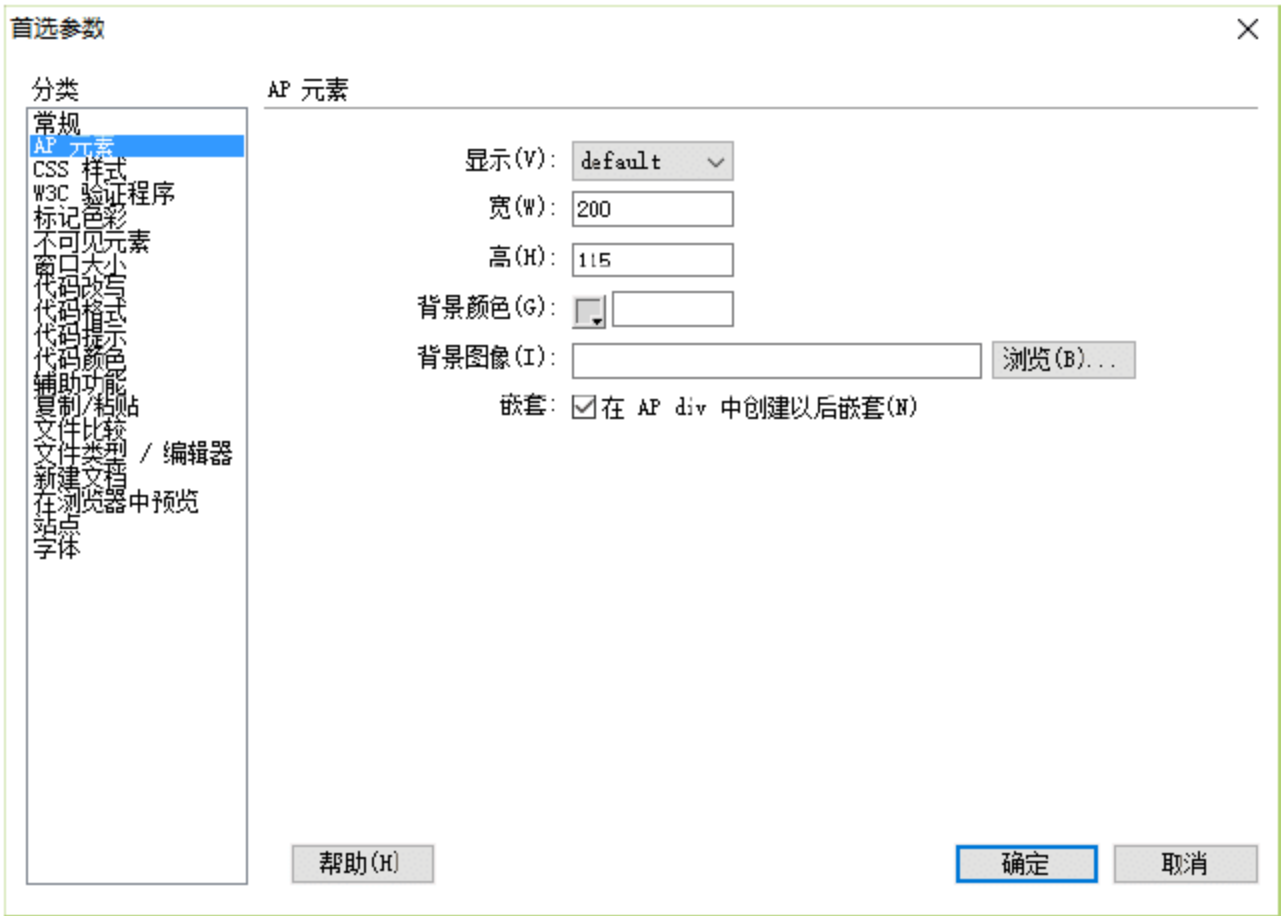 首选参数
分类
常规
AP 元素
CSS 样式
W3C 验证程序
标记色彩
不可见元素
窗口大小
代码改写
代码格式
代码提示
代码颜色
辅助功能
复制/粘贴
文件比较
文件类型 / 编辑器
新建文档
在浏览器中预览
站点
字体
AP 元素
显示(V): default
宽(W): 200
高(H): 115
背景颜色(G):
背景图像(I): 浏览(B)...
嵌套: 在 AP div 中创建以后嵌套(N)
帮助(H) 确定 取消